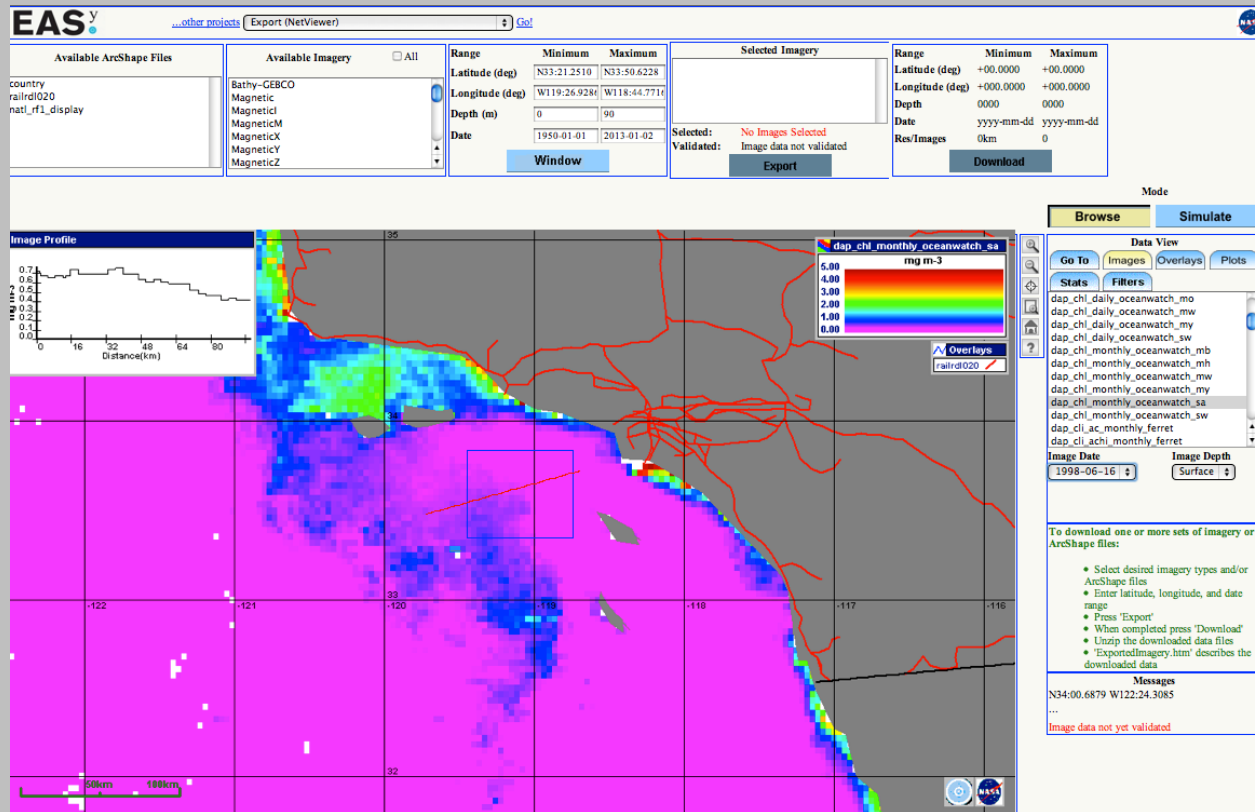 EASy
...other projects Export (NetViewer) Go!
Available ArcShape Files
country
railrdl020
natl_rf1_display
Available Imagery All
Bathy-GEBCO
Magnetic
MagneticI
MagneticM
MagneticX
MagneticY
MagneticZ
Range Minimum Maximum
Latitude (deg) N33:21.2510 N33:50.6228
Longitude (deg) W119:26.928 W118:44.771
Depth (m) 0 90
Date 1950-01-01 2013-01-02
Window
Selected Imagery
Selected: No Images Selected
Validated: Image data not validated
Export
Range Minimum Maximum
Latitude (deg) +00.0000 +00.0000
Longitude (deg) +000.0000 +000.0000
Depth 0000 0000
Date yyyy-mm-dd yyyy-mm-dd
Res/Images 0km 0
Download
NASA
Mode
Browse Simulate
Image Profile
0.7
0.6
0.5
0.4
0.3
0.2
0.1
0.0
mg m-3
0 16 32 48 64 80
Distance(km)
dap_chl_monthly_oceanwatch_sa
mg m-3
5.00
4.00
3.00
2.00
1.00
0.00
Overlays
railrdl020
35
34
33
32
-122 -121 -120 -119 -118 -117 -116
50km 100km
NASA
Data View
Go To Images Overlays Plots
Stats Filters
dap_chl_daily_oceanwatch_mo
dap_chl_daily_oceanwatch_mw
dap_chl_daily_oceanwatch_my
dap_chl_daily_oceanwatch_sw
dap_chl_monthly_oceanwatch_mb
dap_chl_monthly_oceanwatch_mh
dap_chl_monthly_oceanwatch_mw
dap_chl_monthly_oceanwatch_my
dap_chl_monthly_oceanwatch_sa
dap_chl_monthly_oceanwatch_sw
dap_cli_ac_monthly_ferret
dap_cli_achi_monthly_ferret
Image Date Image Depth
1998-06-16 Surface
To download one or more sets of imagery or
ArcShape files:
Select desired imagery types and/or
ArcShape files
Enter latitude, longitude, and date
range
Press 'Export'
When completed press 'Download'
Unzip the downloaded data files
'ExportedImagery.htm' describes the
downloaded data
Messages
N34:00.6879 W122:24.3085
...
Image data not yet validated
?